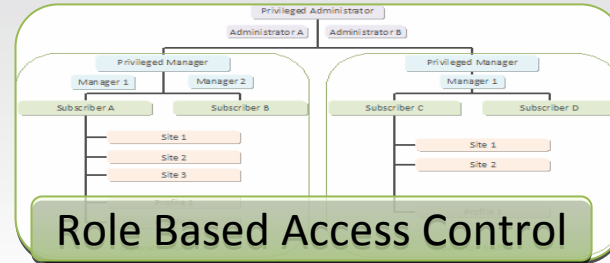 Privileged Administrator
Administrator A Administrator B
Privileged Manager Privileged Manager
Manager 1 Manager 2 Manager 1
Subscriber A Subscriber B Subscriber C Subscriber D
Site 1 Site 1
Site 2 Site 2
Site 3
Role Based Access Control